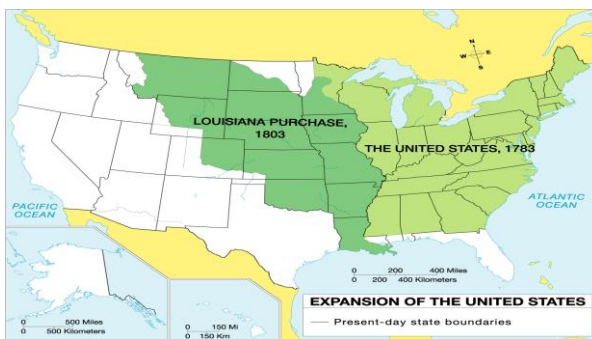 N
W E
S
LOUISIANA PURCHASE,
1803
THE UNITED STATES, 1783
PACIFIC
OCEAN
ATLANTIC
OCEAN
0 200 400 Miles
0 200 400 Kilometers
0 500 Miles
0 500 Kilometers
0 150 Mi
0 150 Km
EXPANSION OF THE UNITED STATES
Present-day state boundaries